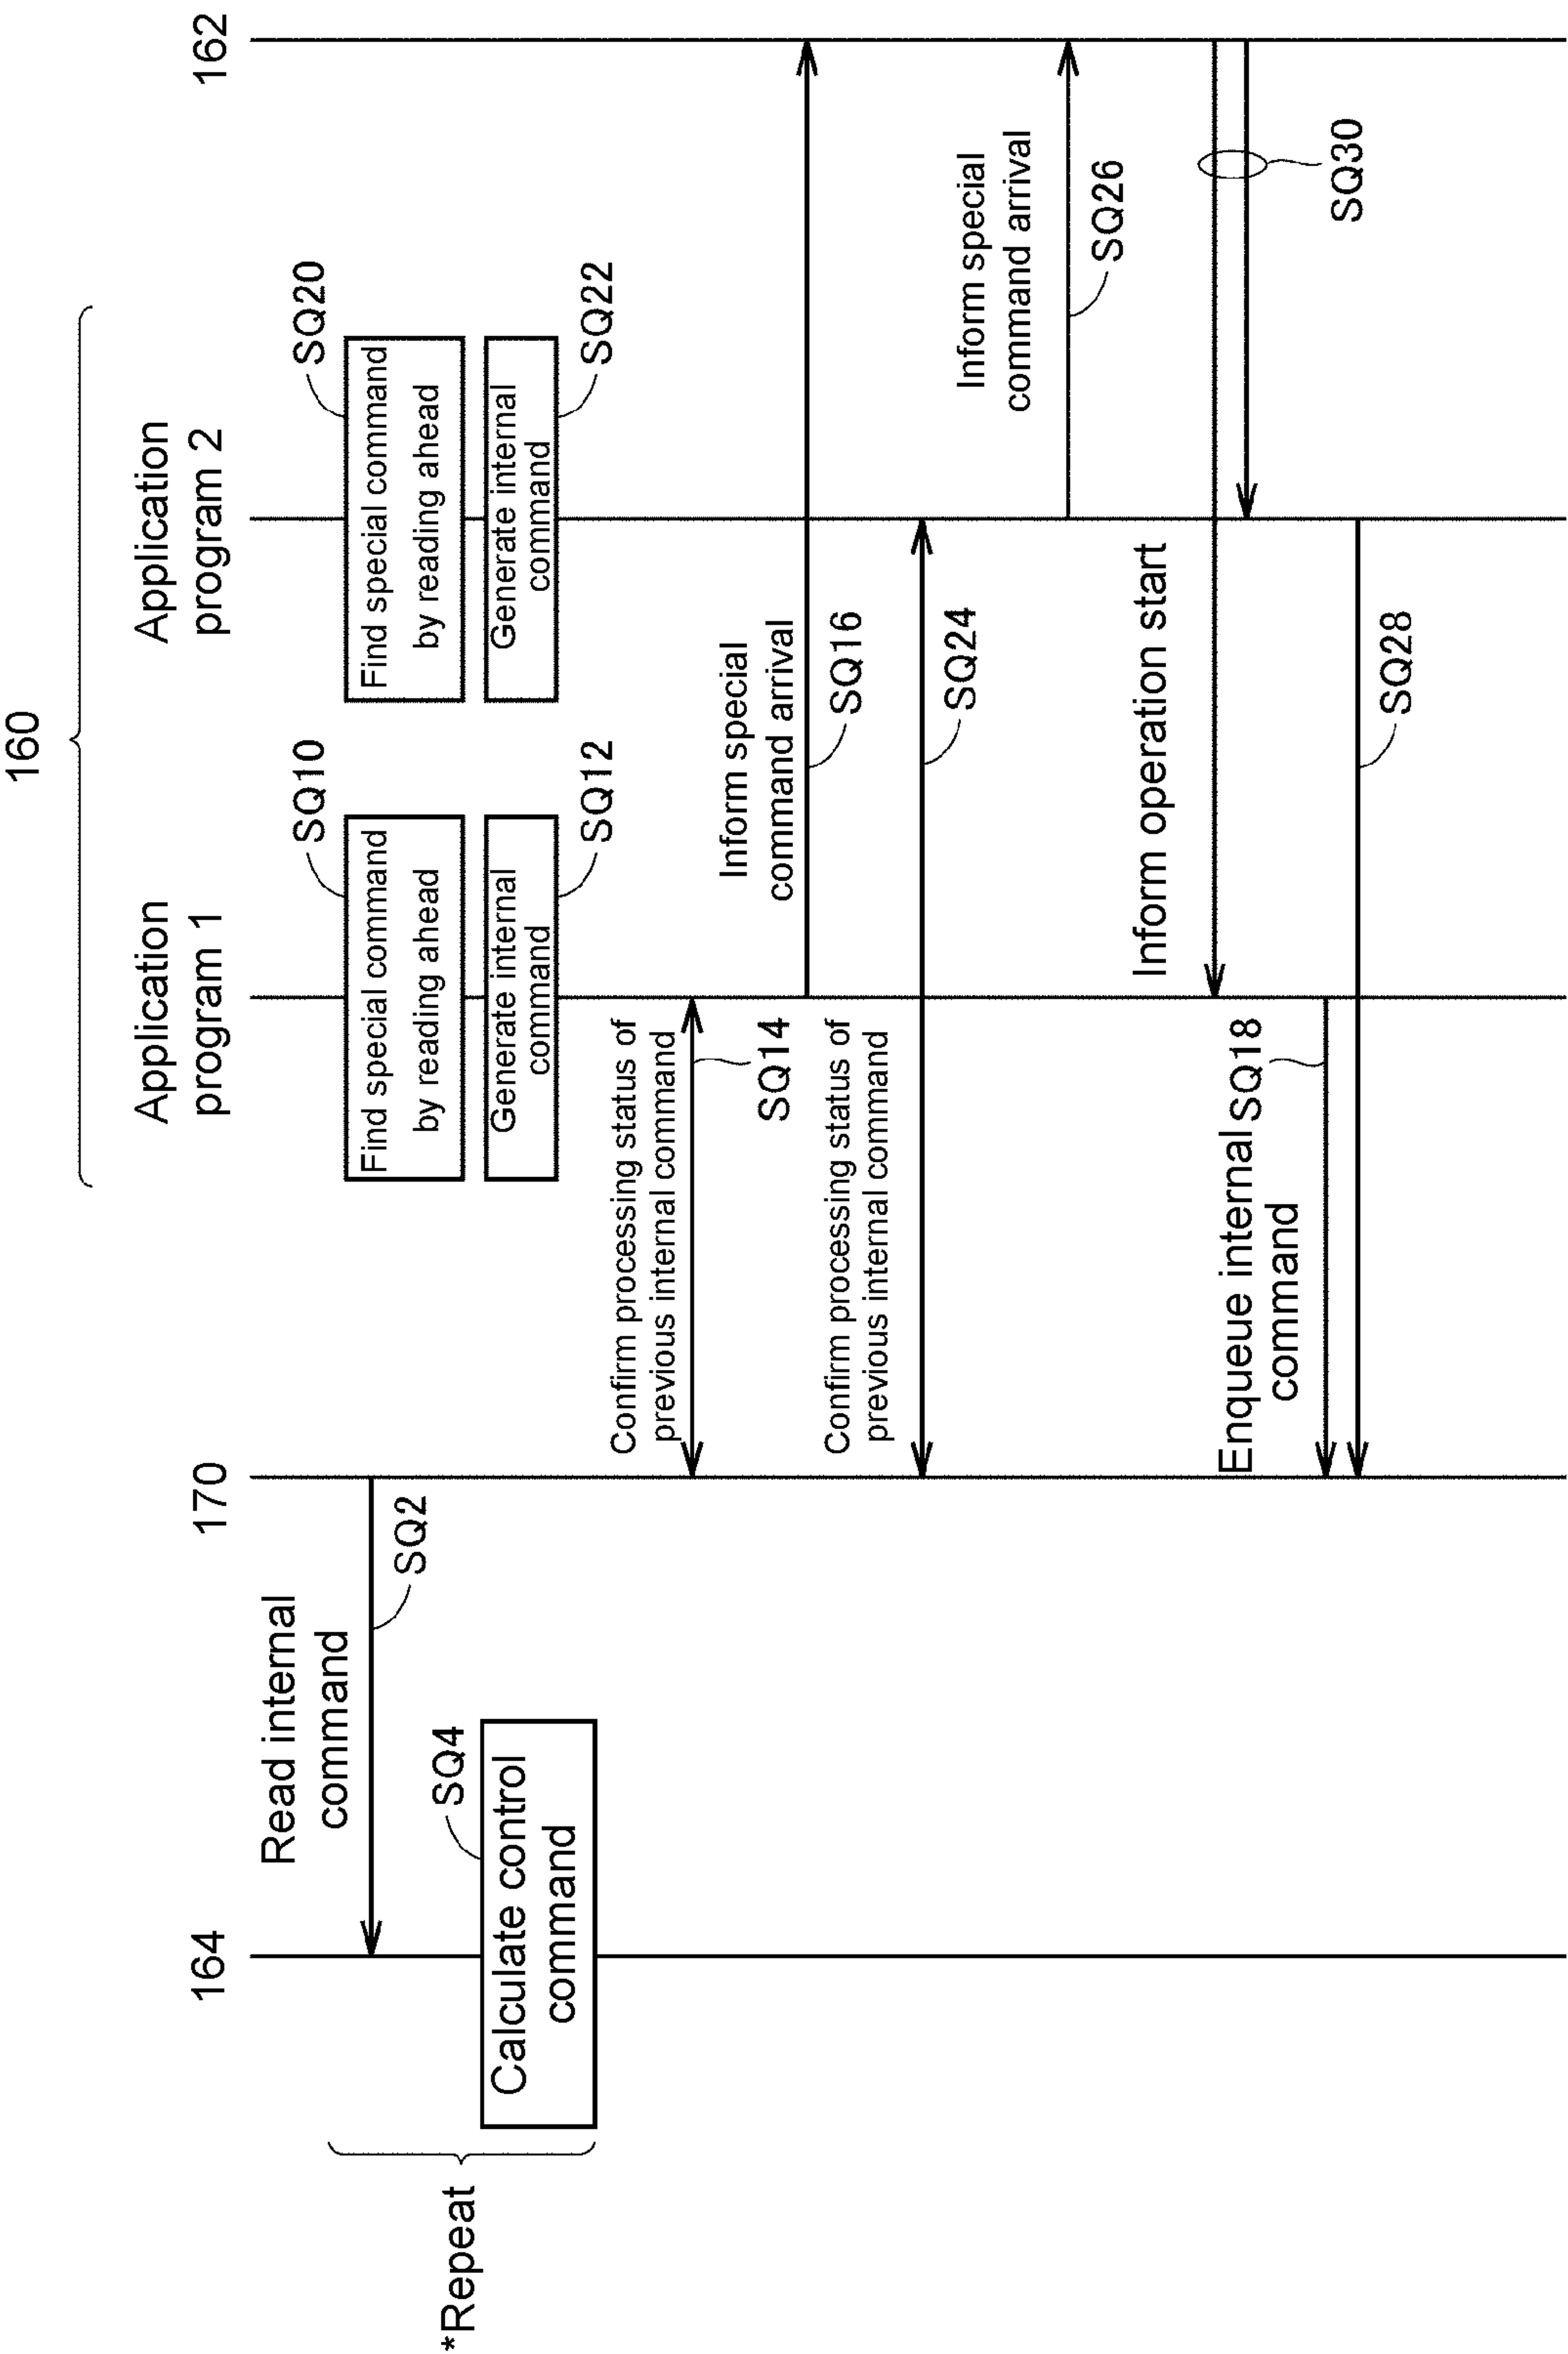 160
164
170
Application
program 1
Application
program 2
162
Read internal
command
SQ2
SQ10
Find special command
by reading ahead
SQ20
Find special command
by reading ahead
*Repeat
SQ4
Calculate control
command
Generate internal
command
SQ12
Generate internal
command
SQ22
Confirm processing status of
previous internal command
SQ14
Inform special
command arrival
SQ16
Confirm processing status of
previous internal command
SQ24
Inform special
command arrival
SQ26
Inform operation start
SQ30
Enqueue internal
command
SQ18
SQ28